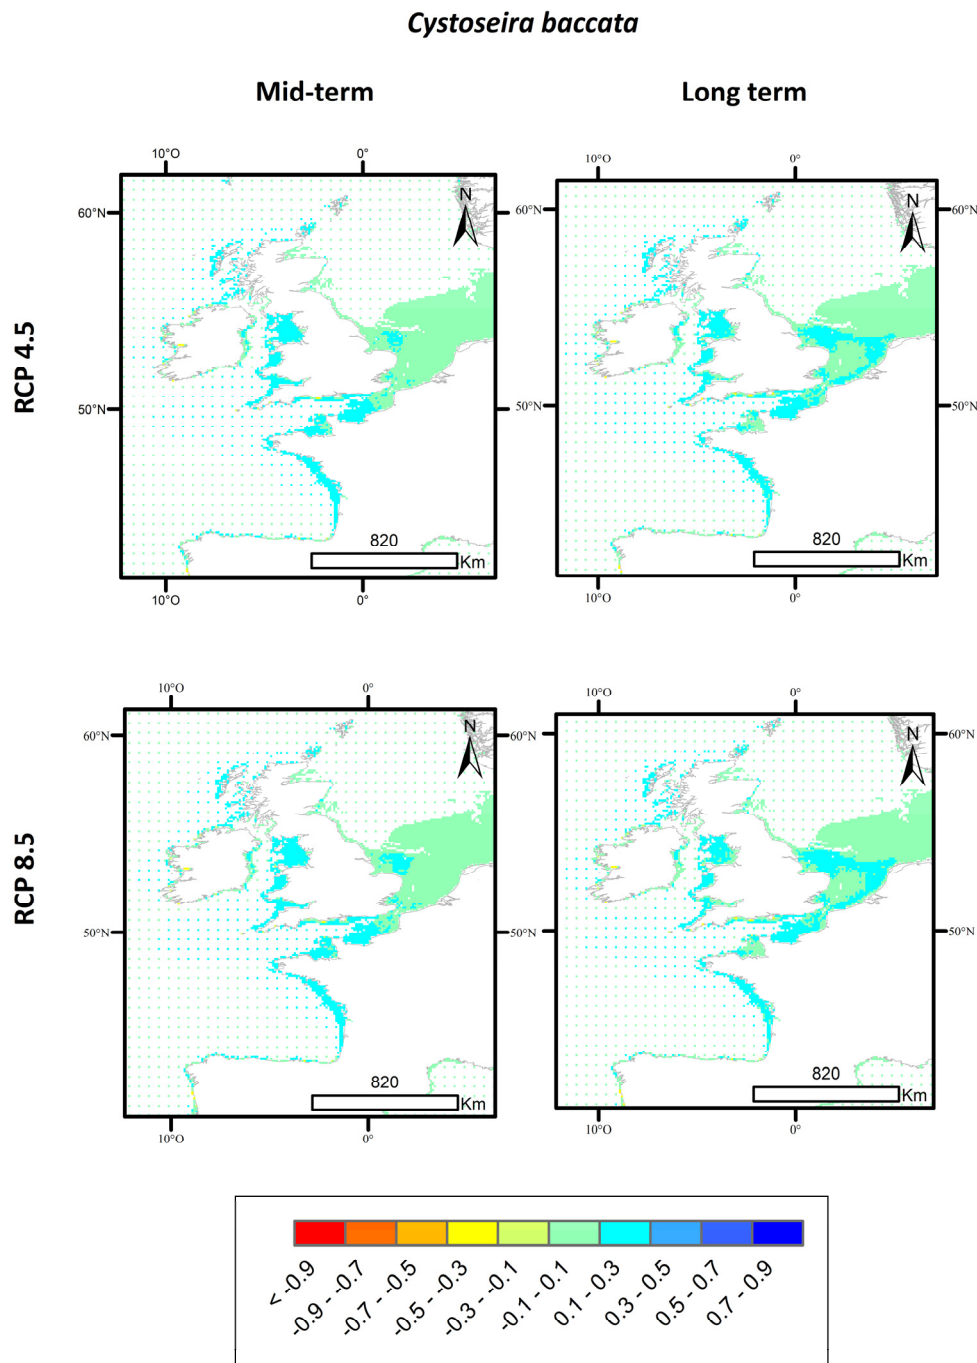 Cystoseira baccata
Mid-term
Long term
RCP 4.5
10°O
0°
60°N
50°N
N
820
Km
10°O
0°
10°O
0°
60°N
60°N
50°N
50°N
N
820
Km
10°O
0°
RCP 8.5
10°O
0°
60°N
50°N
N
820
Km
10°O
0°
10°O
0°
60°N
60°N
50°N
50°N
N
820
Km
10°O
0°
< -0.9
-0.9 - -0.7
-0.7 - -0.5
-0.5 - -0.3
-0.3 - -0.1
-0.1 - 0.1
0.1 - 0.3
0.3 - 0.5
0.5 - 0.7
0.7 - 0.9